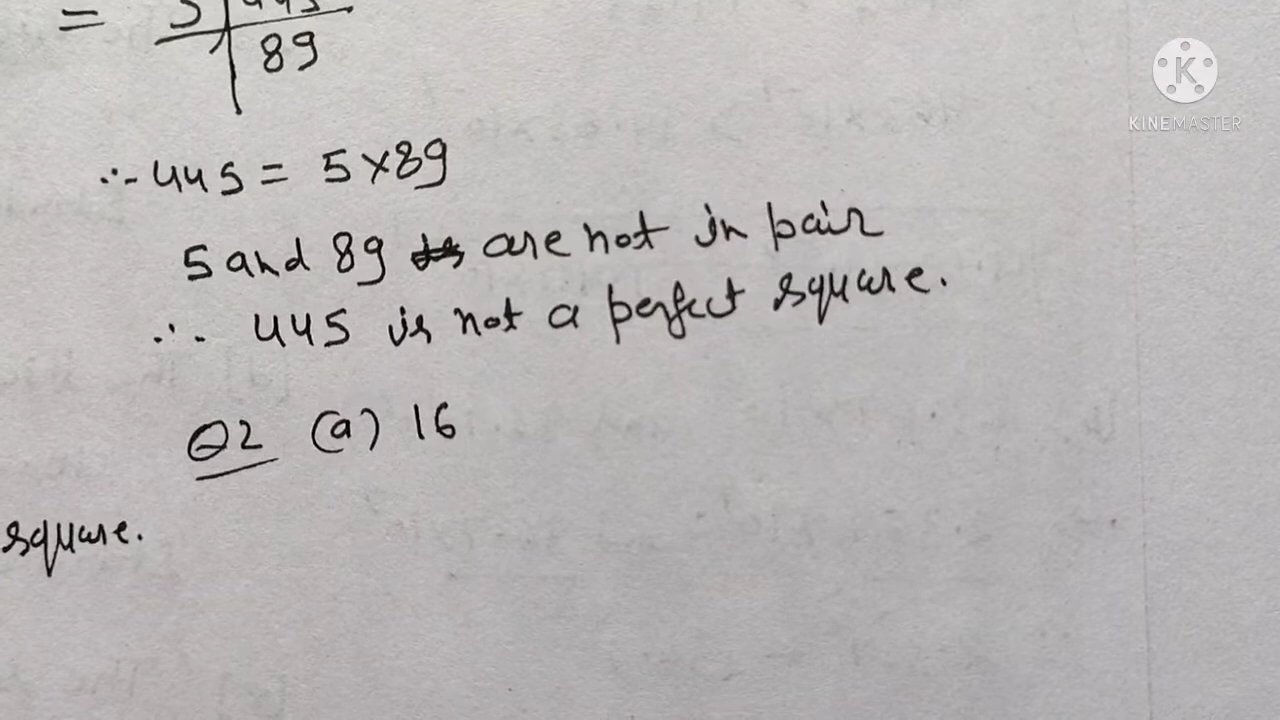 = 5 445
89
K
KINEMASTER
∴ 445 = 5×89
5 and 89 are not in pair
∴ 445 is not a perfect square.
Q2 (a) 16
square.